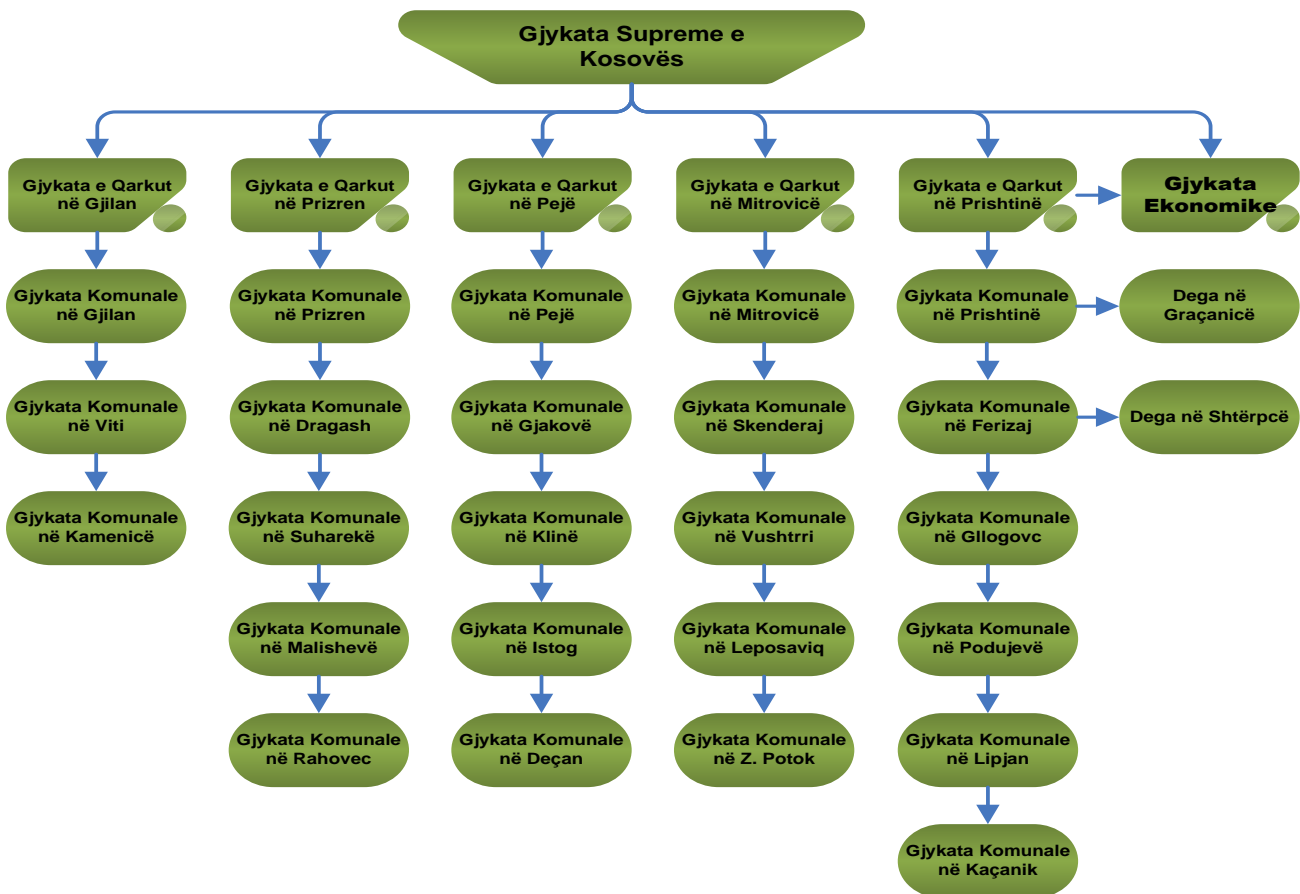 Gjykata Supreme e
Kosovës
Gjykata e Qarkut
në Gjilan
Gjykata e Qarkut
në Prizren
Gjykata e Qarkut
në Pejë
Gjykata e Qarkut
në Mitrovicë
Gjykata e Qarkut
në Prishtinë
Gjykata
Ekonomike
Gjykata Komunale
në Gjilan
Gjykata Komunale
në Prizren
Gjykata Komunale
në Pejë
Gjykata Komunale
në Mitrovicë
Gjykata Komunale
në Prishtinë
Dega në
Graçanicë
Gjykata Komunale
në Viti
Gjykata Komunale
në Dragash
Gjykata Komunale
në Gjakovë
Gjykata Komunale
në Skenderaj
Gjykata Komunale
në Ferizaj
Dega në Shtërpcë
Gjykata Komunale
në Kamenicë
Gjykata Komunale
në Suharekë
Gjykata Komunale
në Klinë
Gjykata Komunale
në Vushtrri
Gjykata Komunale
në Gllogovc
Gjykata Komunale
në Malishevë
Gjykata Komunale
në Istog
Gjykata Komunale
në Leposaviq
Gjykata Komunale
në Podujevë
Gjykata Komunale
në Rahovec
Gjykata Komunale
në Deçan
Gjykata Komunale
në Z. Potok
Gjykata Komunale
në Lipjan
Gjykata Komunale
në Kaçanik